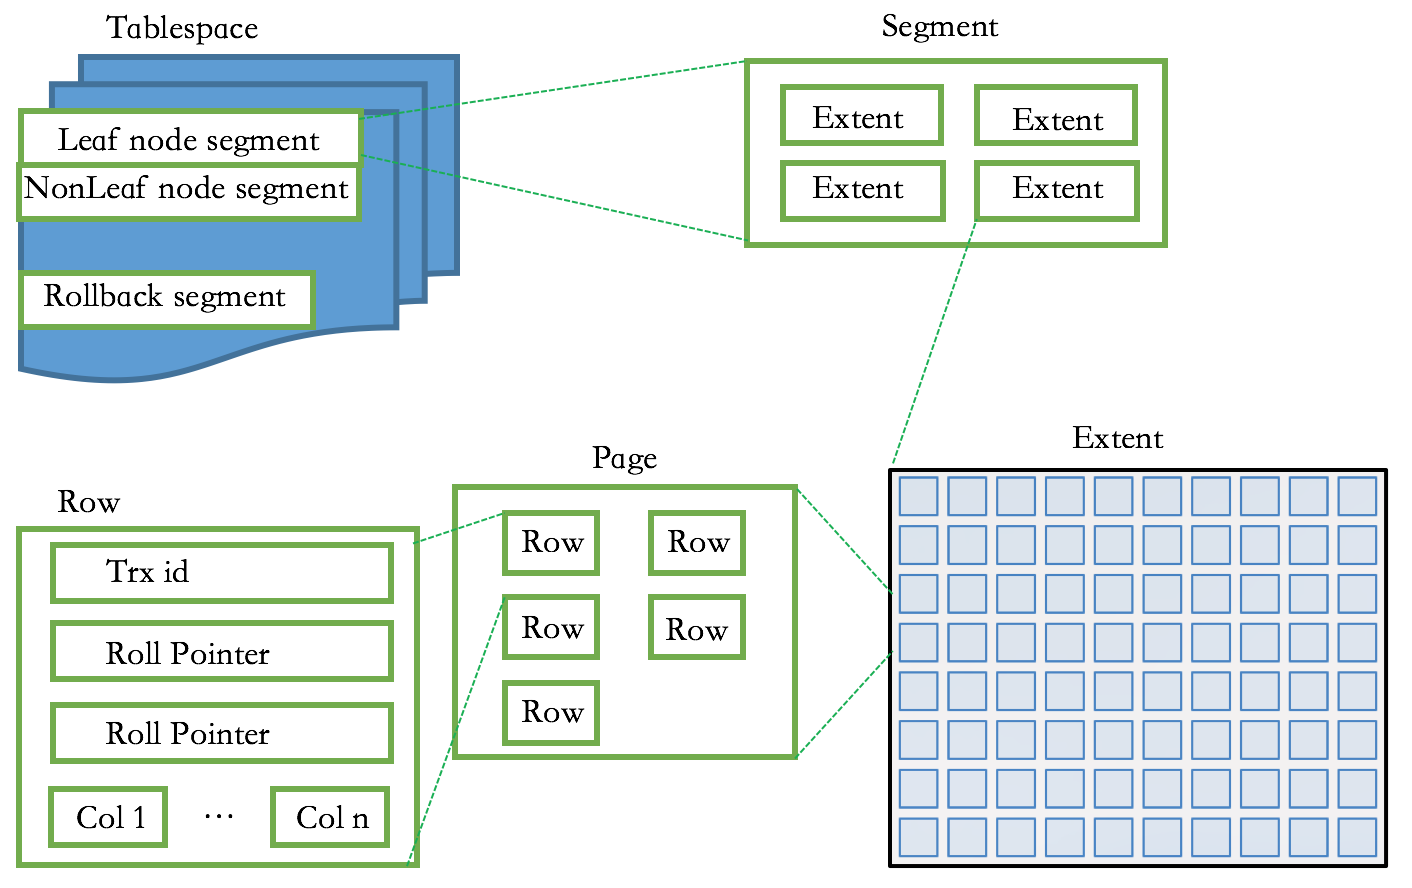 Tablespace
Leaf node segment
NonLeaf node segment
Rollback segment
Segment
Extent
Extent
Extent
Extent
Extent
Page
Row
Row
Row
Row
Row
Row
Trx id
Roll Pointer
Roll Pointer
Col 1 ... Col n